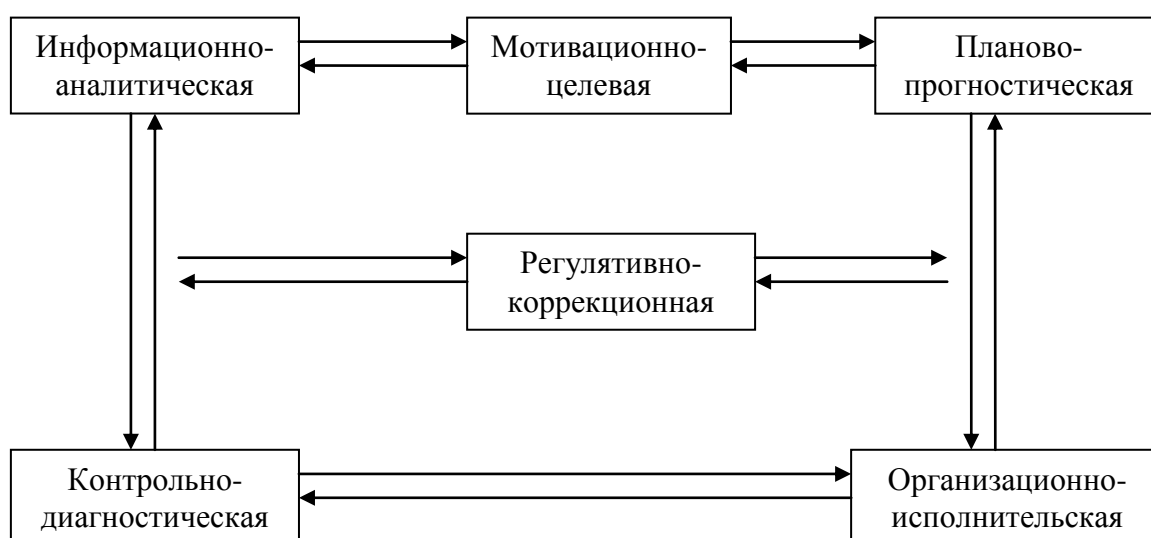 Информационно-
аналитическая
Мотивационно-
целевая
Планово-
прогностическая
Регулятивно-
коррекционная
Контрольно-
диагностическая
Организационно-
исполнительская